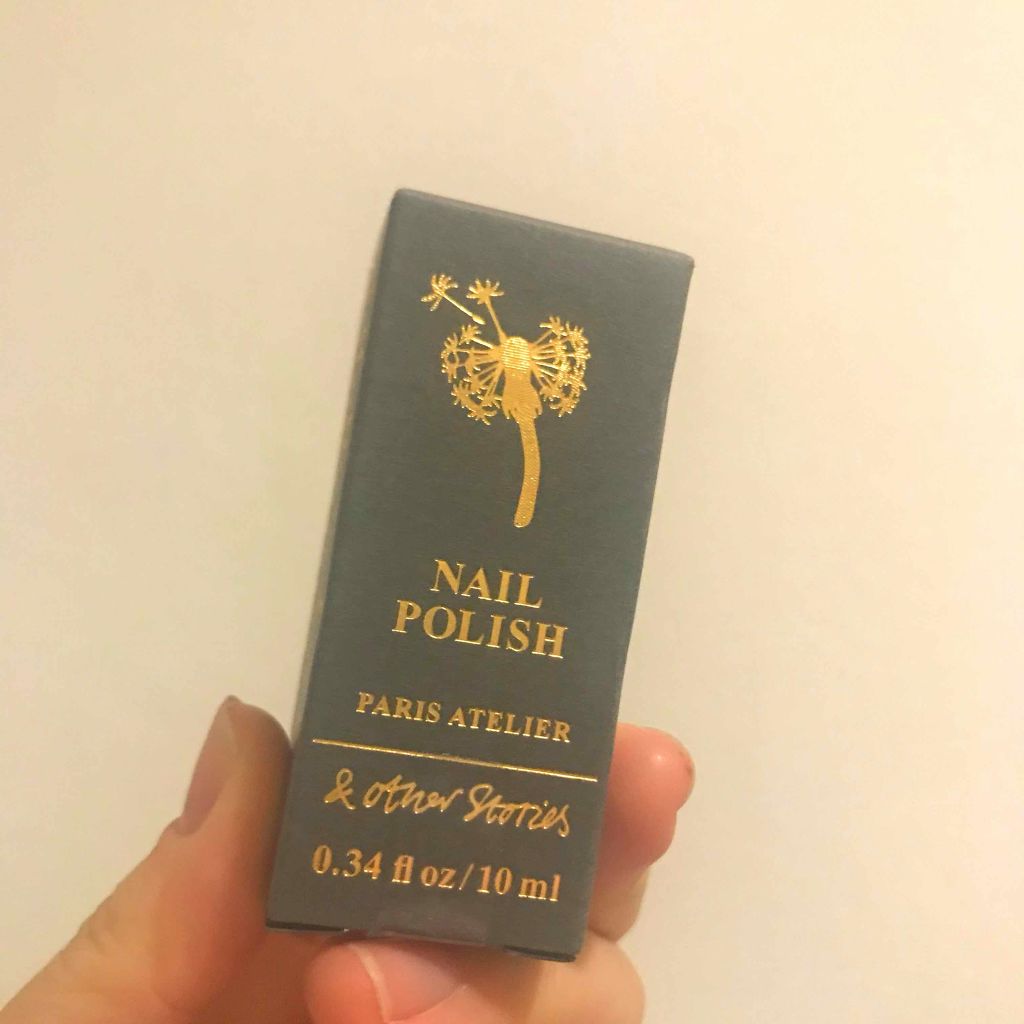 NAIL
POLISH
PARIS ATELIER
& other Stories
0.34 fl oz/10 ml